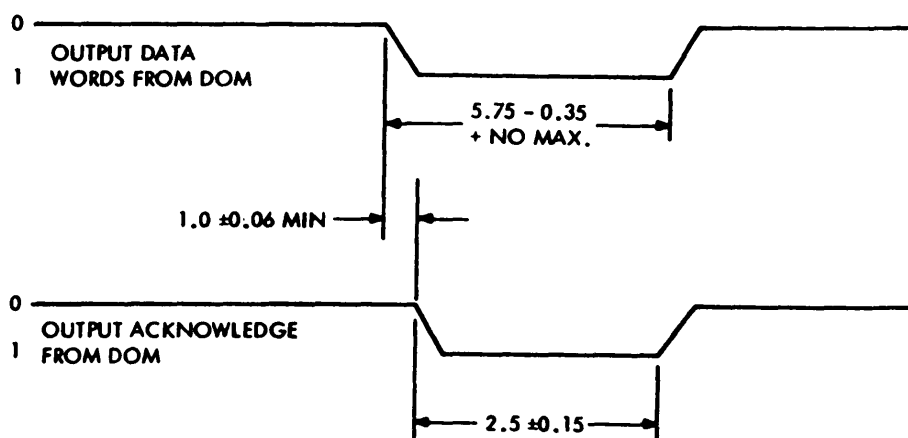 0
OUTPUT DATA
1 WORDS FROM DOM
5.75 - 0.35
+ NO MAX.
1.0 ±0.06 MIN
0
OUTPUT ACKNOWLEDGE
1 FROM DOM
2.5 ±0.15